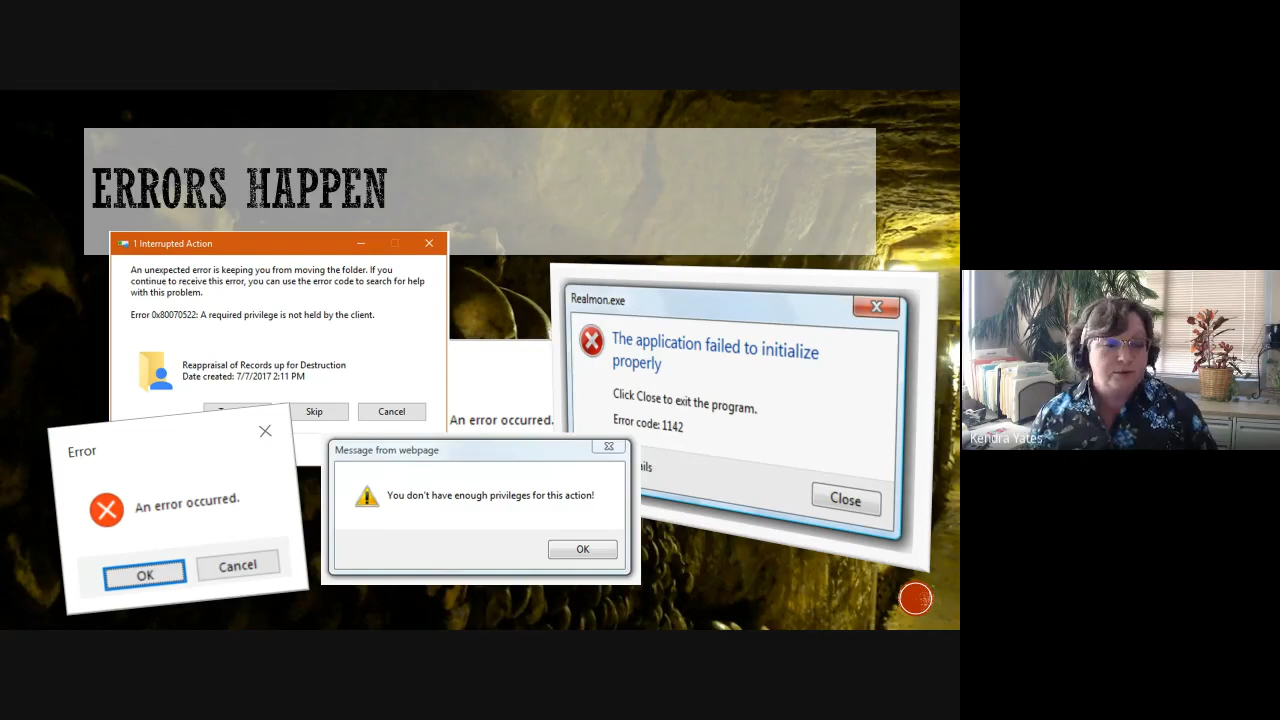 ERRORS HAPPEN
1 Interrupted Action
An unexpected error is keeping you from moving the folder. If you
continue to receive this error, you can use the error code to search for help
with this problem.
Error 0x80070522: A required privilege is not held by the client.
Reappraisal of Records up for Destruction
Date created: 7/7/2017 2:11 PM
Skip
Cancel
An error occurred.
Realmon.exe
The application failed to initialize
properly
Click Close to exit the program.
Error code: 1142
ails
Close
Error
An error occurred.
OK
Cancel
Message from webpage
You don't have enough privileges for this action!
OK
Kendra Yates